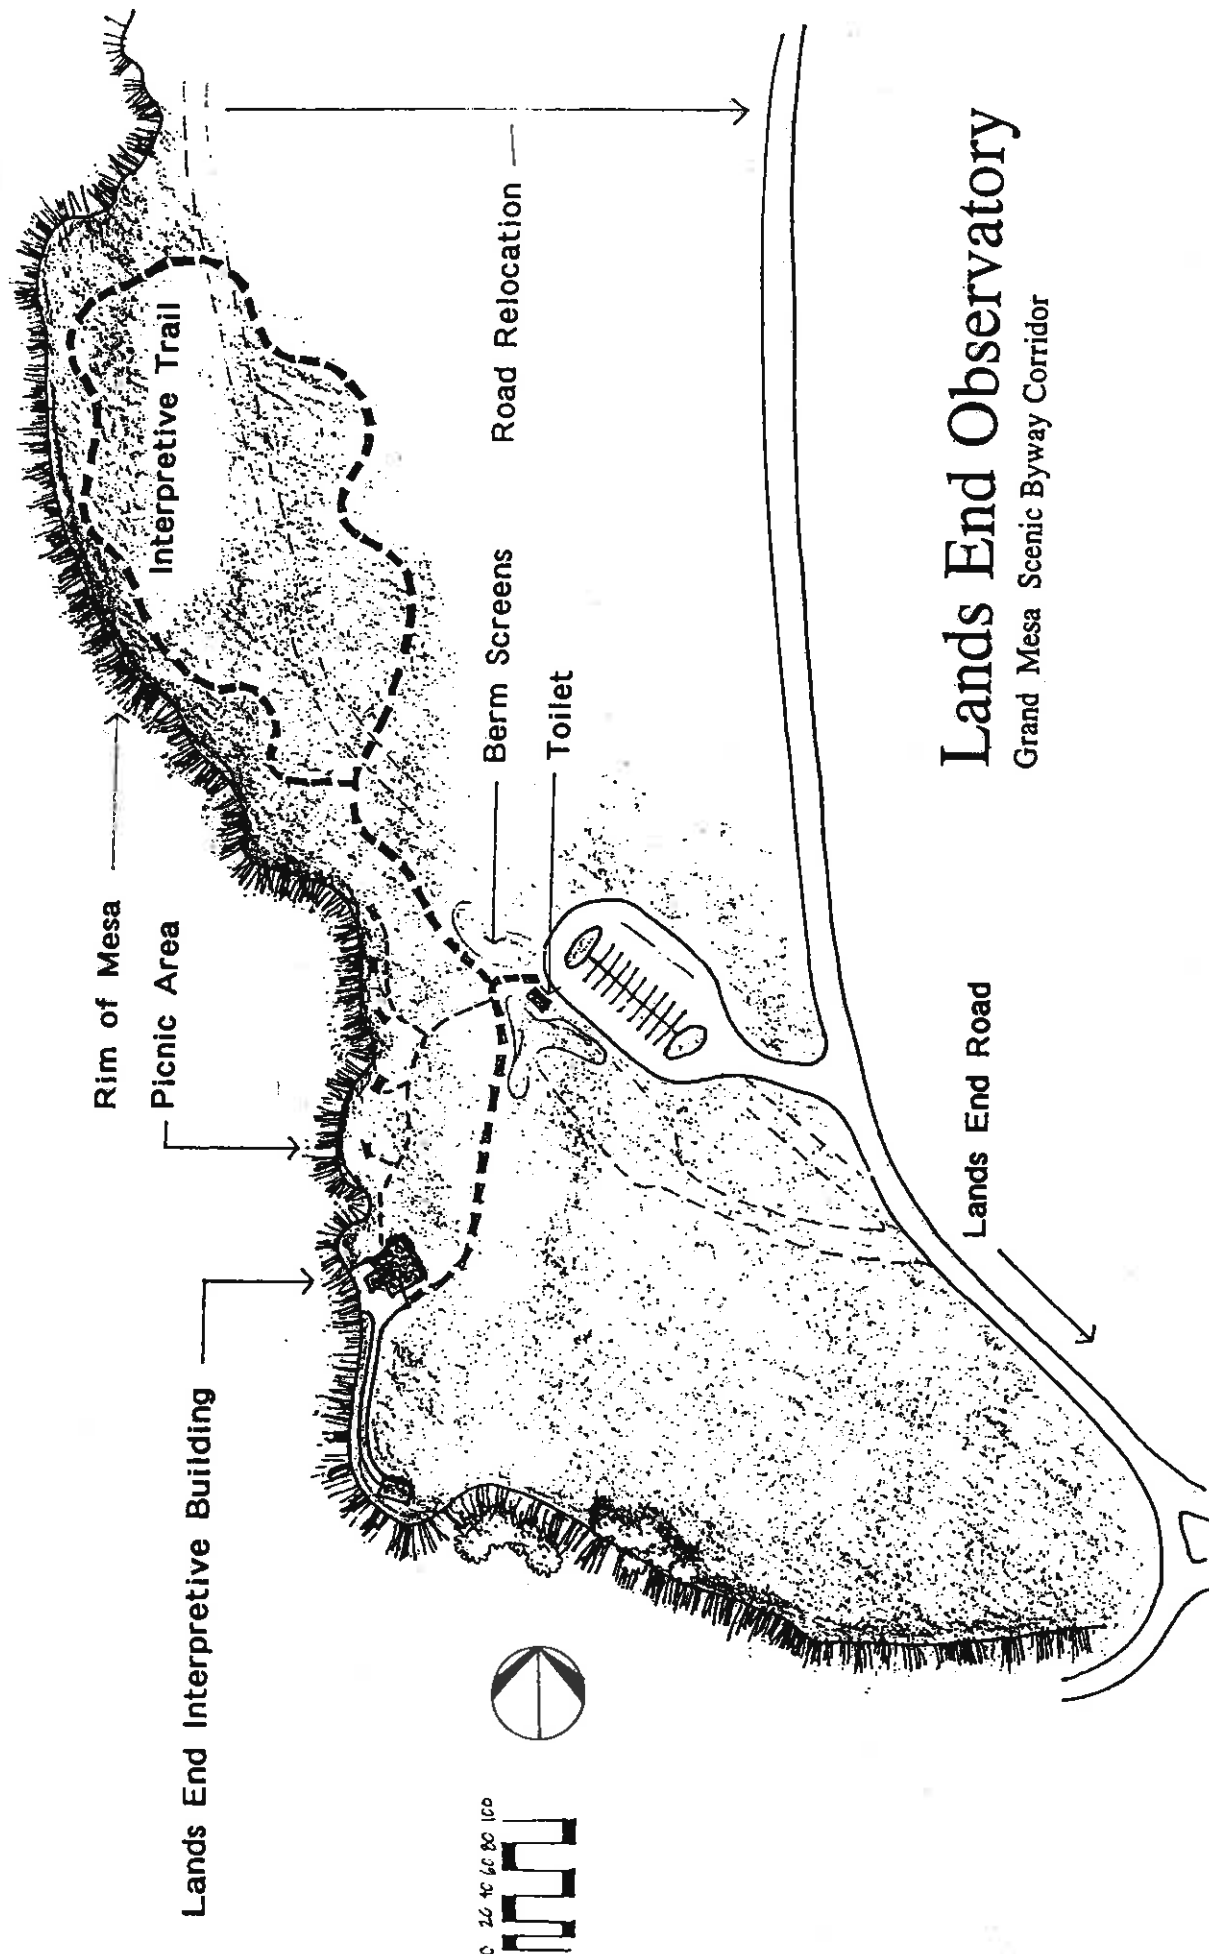 Lands End Interpretive Building
Rim of Mesa
Picnic Area
Interpretive Trail
Road Relocation
Berm Screens
Toilet
Lands End Road
Lands End Observatory
Grand Mesa Scenic Byway Corridor
0 20 40 60 80 100